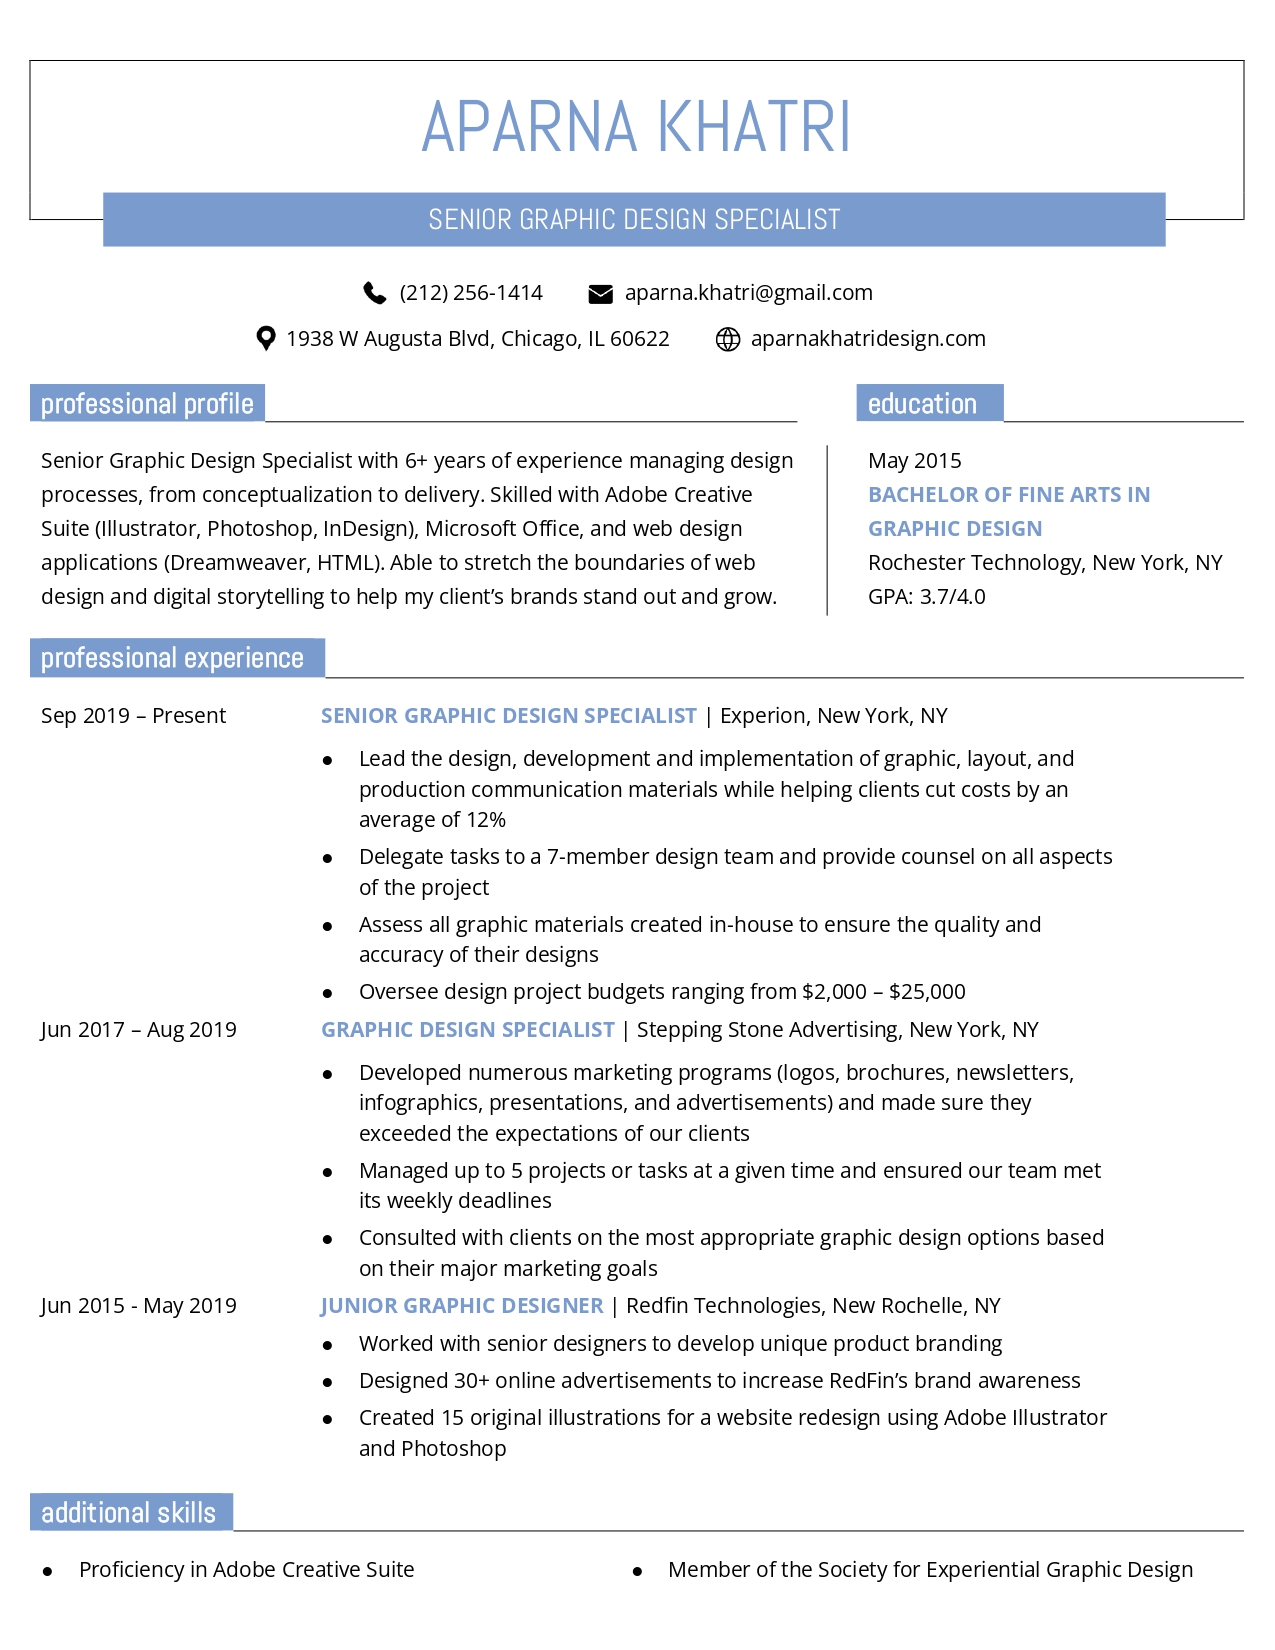 APARNA KHATRI
SENIOR GRAPHIC DESIGN SPECIALIST
(212) 256-1414 aparna.khatri@gmail.com
1938 W Augusta Blvd, Chicago, IL 60622 aparnakhatridesign.com
professional profile
Senior Graphic Design Specialist with 6+ years of experience managing design
processes, from conceptualization to delivery. Skilled with Adobe Creative
Suite (Illustrator, Photoshop, InDesign), Microsoft Office, and web design
applications (Dreamweaver, HTML). Able to stretch the boundaries of web
design and digital storytelling to help my client’s brands stand out and grow.
education
May 2015
BACHELOR OF FINE ARTS IN
GRAPHIC DESIGN
Rochester Technology, New York, NY
GPA: 3.7/4.0
professional experience
Sep 2019 – Present SENIOR GRAPHIC DESIGN SPECIALIST | Experion, New York, NY
● Lead the design, development and implementation of graphic, layout, and
production communication materials while helping clients cut costs by an
average of 12%
● Delegate tasks to a 7-member design team and provide counsel on all aspects
of the project
● Assess all graphic materials created in-house to ensure the quality and
accuracy of their designs
● Oversee design project budgets ranging from $2,000 – $25,000
Jun 2017 – Aug 2019 GRAPHIC DESIGN SPECIALIST | Stepping Stone Advertising, New York, NY
● Developed numerous marketing programs (logos, brochures, newsletters,
infographics, presentations, and advertisements) and made sure they
exceeded the expectations of our clients
● Managed up to 5 projects or tasks at a given time and ensured our team met
its weekly deadlines
● Consulted with clients on the most appropriate graphic design options based
on their major marketing goals
Jun 2015 - May 2019 JUNIOR GRAPHIC DESIGNER | Redfin Technologies, New Rochelle, NY
● Worked with senior designers to develop unique product branding
● Designed 30+ online advertisements to increase RedFin’s brand awareness
● Created 15 original illustrations for a website redesign using Adobe Illustrator
and Photoshop
additional skills
● Proficiency in Adobe Creative Suite
● Member of the Society for Experiential Graphic Design